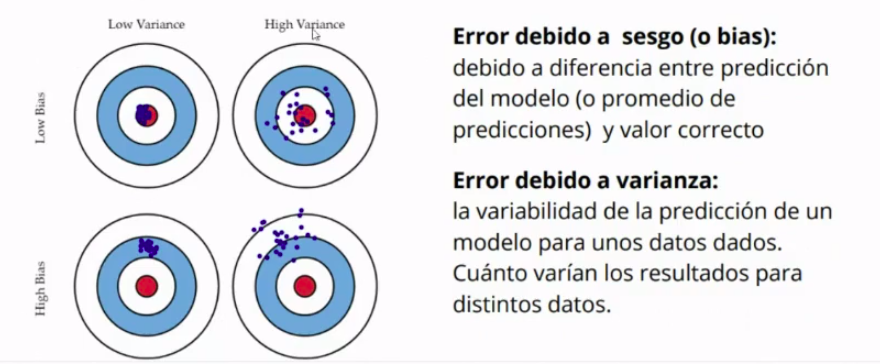 Low Variance
High Variance
Low Bias
High Bias
Error debido a sesgo (o bias):
debido a diferencia entre predicción
del modelo (o promedio de
predicciones) y valor correcto
Error debido a varianza:
la variabilidad de la predicción de un
modelo para unos datos dados.
Cuánto varían los resultados para
distintos datos.